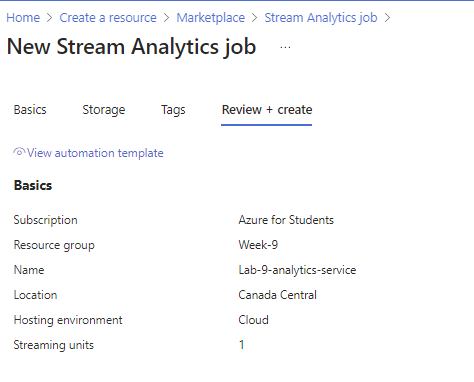 Home > Create a resource > Marketplace > Stream Analytics job >
New Stream Analytics job ...
Basics Storage Tags Review + create
View automation template
Basics
Subscription Azure for Students
Resource group Week-9
Name Lab-9-analytics-service
Location Canada Central
Hosting environment Cloud
Streaming units 1